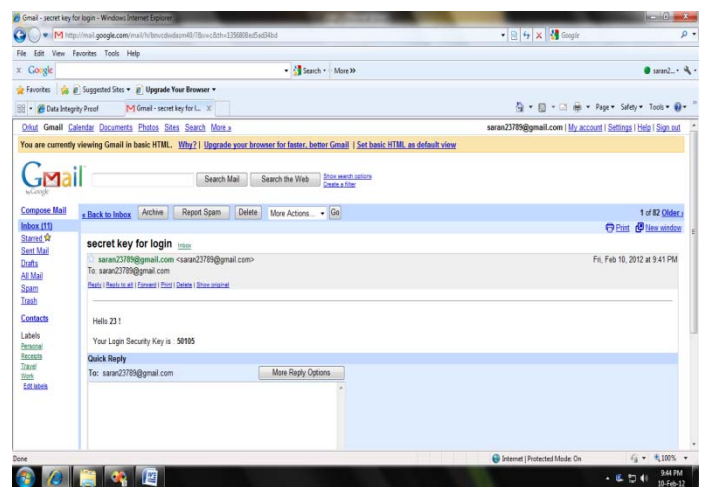 Gmail - secret key for login - Windows Internet Explorer
Google
File Edit View Favorites Tools Help
x Google Search More >> saran2...
Favorites Suggested Sites Upgrade Your Browser
Data Integrity Proof Gmail - secret key for l... X Page Safety Tools
Orkut Gmail Calendar Documents Photos Sites Search More » saran23789@gmail.com | My account | Settings | Help | Sign out
You are currently viewing Gmail in basic HTML. Why? | Upgrade your browser for faster, better Gmail | Set basic HTML as default view
Gmail by Google Search Mail Search the Web Show search options
Create a filter
Compose Mail « Back to Inbox Archive Report Spam Delete More Actions... Go 1 of 82 Older ›
Inbox (11) Print New window
Starred
Sent Mail secret key for login Inbox
Drafts saran23789@gmail.com <saran23789@gmail.com> Fri, Feb 10, 2012 at 9:41 PM
All Mail To: saran23789@gmail.com
Spam Reply | Reply to all | Forward | Print | Delete | Show original
Trash
Contacts Hello 23 !
Labels Your Login Security Key is : 50105
Personal
Receipts Quick Reply
Travel To: saran23789@gmail.com More Reply Options
Work
Edit labels
Done Internet | Protected Mode: On 100%
9:44 PM
10-Feb-12